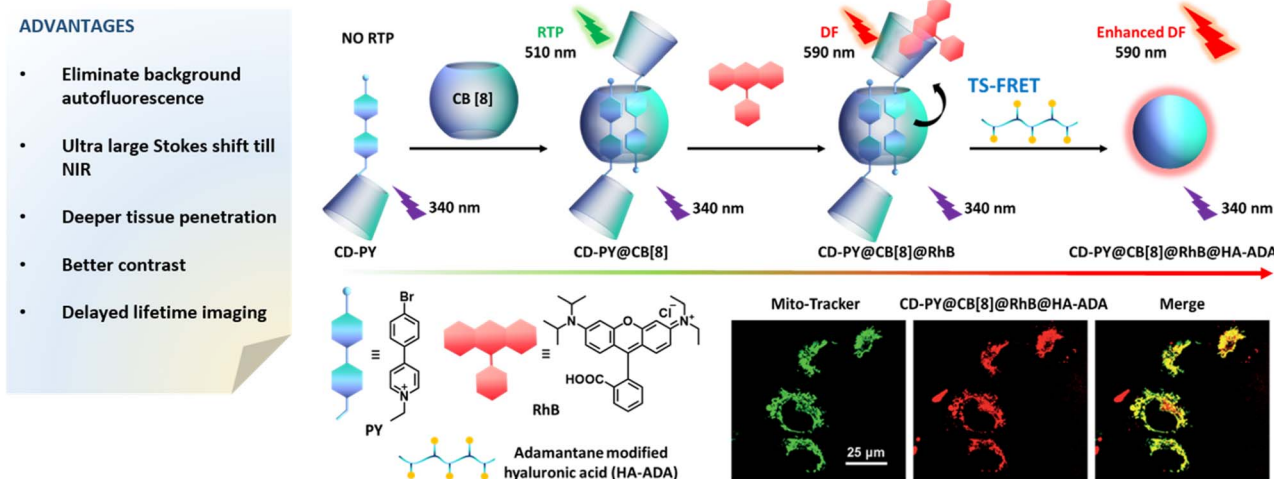 ADVANTAGES
• Eliminate background
autofluorescence
• Ultra large Stokes shift till
NIR
• Deeper tissue penetration
• Better contrast
• Delayed lifetime imaging
NO RTP
CB [8]
RTP
510 nm
DF
590 nm
TS-FRET
Enhanced DF
590 nm
340 nm
340 nm
340 nm
340 nm
CD-PY
CD-PY@CB[8]
CD-PY@CB[8]@RhB
CD-PY@CB[8]@RhB@HA-ADA
Br
N+
PY
≡
≡
N
O
Cl−
N+
HOOC
RhB
Adamantane modified
hyaluronic acid (HA-ADA)
Mito-Tracker
CD-PY@CB[8]@RhB@HA-ADA
Merge
25 μm